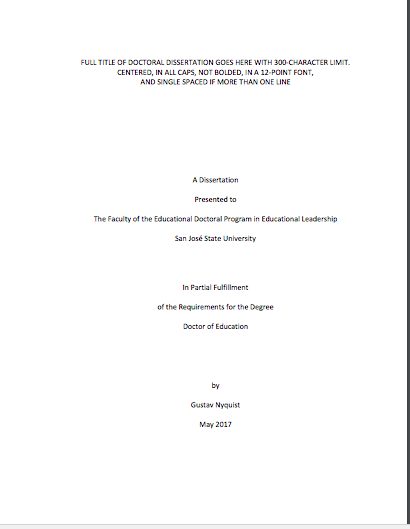 FULL TITLE OF DOCTORAL DISSERTATION GOES HERE WITH 300-CHARACTER LIMIT.
CENTERED, IN ALL CAPS, NOT BOLDED, IN A 12-POINT FONT,
AND SINGLE SPACED IF MORE THAN ONE LINE
A Dissertation
Presented to
The Faculty of the Educational Doctoral Program in Educational Leadership
San José State University
In Partial Fulfillment
of the Requirements for the Degree
Doctor of Education
by
Gustav Nyquist
May 2017